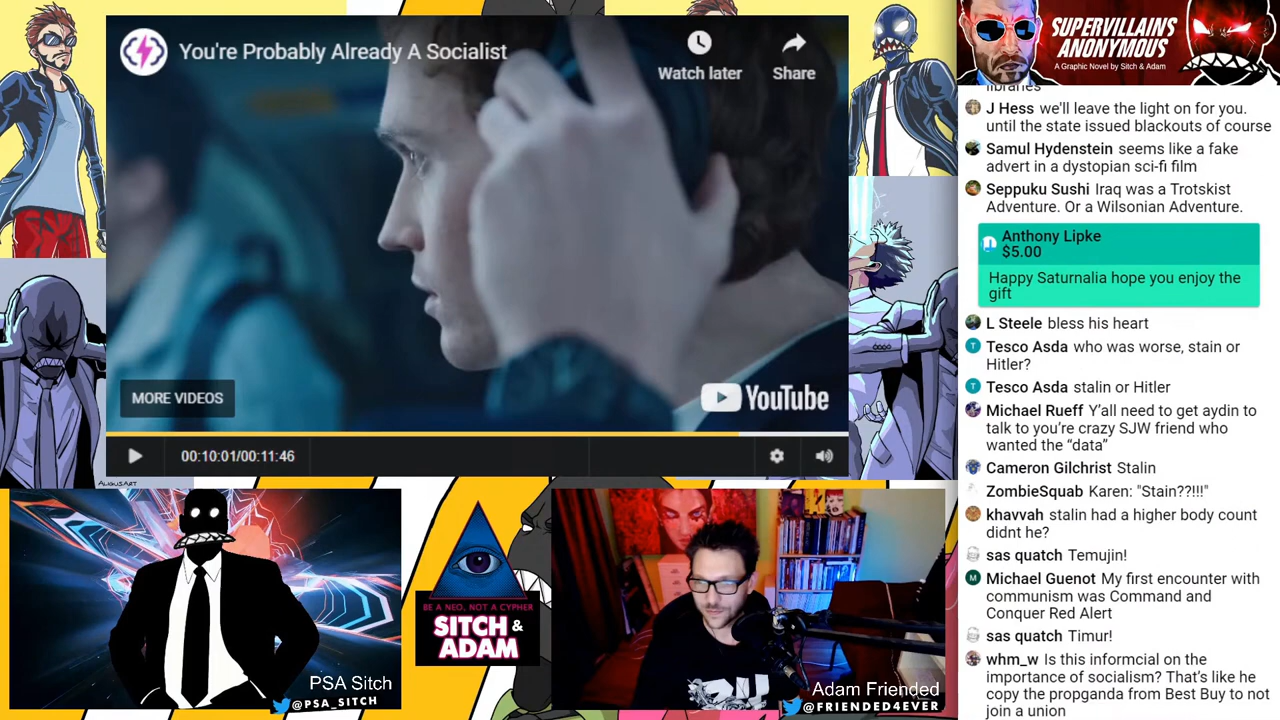 You're Probably Already A Socialist
Watch later
Share
MORE VIDEOS
YouTube
00:10:01/00:11:46
AUGUSART
PSA Sitch
@PSA_SITCH
BE A NEO, NOT A CYPHER
SITCH &
ADAM
Adam Friended
@FRIENDED4EVER
SUPERVILLAINS
ANONYMOUS
A Graphic Novel by Sitch & Adam
libraries
J Hess we'll leave the light on for you.
until the state issued blackouts of course
Samul Hydenstein seems like a fake
advert in a dystopian sci-fi film
Seppuku Sushi Iraq was a Trotskist
Adventure. Or a Wilsonian Adventure.
Anthony Lipke
$5.00
Happy Saturnalia hope you enjoy the
gift
L Steele bless his heart
Tesco Asda who was worse, stain or
Hitler?
Tesco Asda stalin or Hitler
Michael Rueff Y'all need to get aydin to
talk to you're crazy SJW friend who
wanted the “data”
Cameron Gilchrist Stalin
ZombieSquab Karen: "Stain??!!!"
khavvah stalin had a higher body count
didnt he?
sas quatch Temujin!
M
Michael Guenot My first encounter with
communism was Command and
Conquer Red Alert
sas quatch Timur!
whm_w Is this informcial on the
importance of socialism? That's like he
copy the propganda from Best Buy to not
join a union